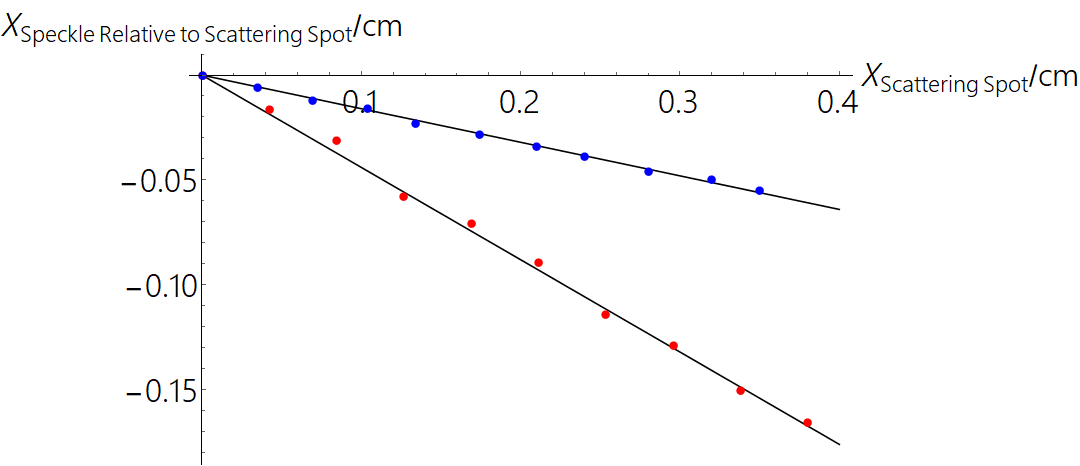 XSpeckle Relative to Scattering Spot/cm
XScattering Spot/cm
0.1 0.2 0.3 0.4
−0.05
−0.10
−0.15